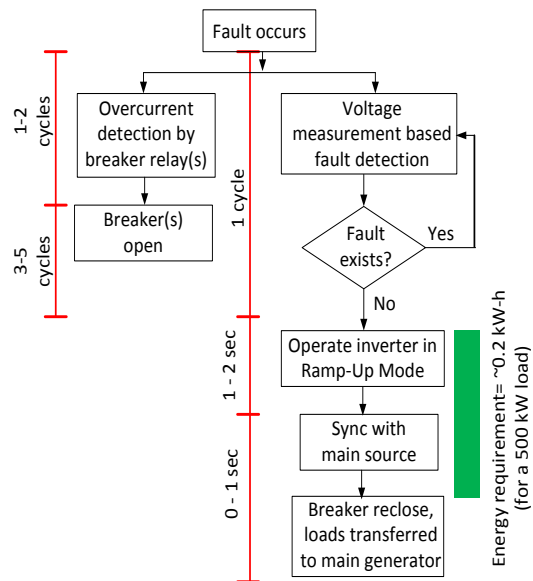 Fault occurs
1-2
cycles
Overcurrent
detection by
breaker relay(s)
Breaker(s)
open
3-5
cycles
1 cycle
Voltage
measurement based
fault detection
Fault
exists?
Yes
No
Operate inverter in
Ramp-Up Mode
1 - 2 sec
Sync with
main source
0 - 1 sec
Breaker reclose,
loads transferred
to main generator
Energy requirement= ~0.2 kW-h
(for a 500 kW load)